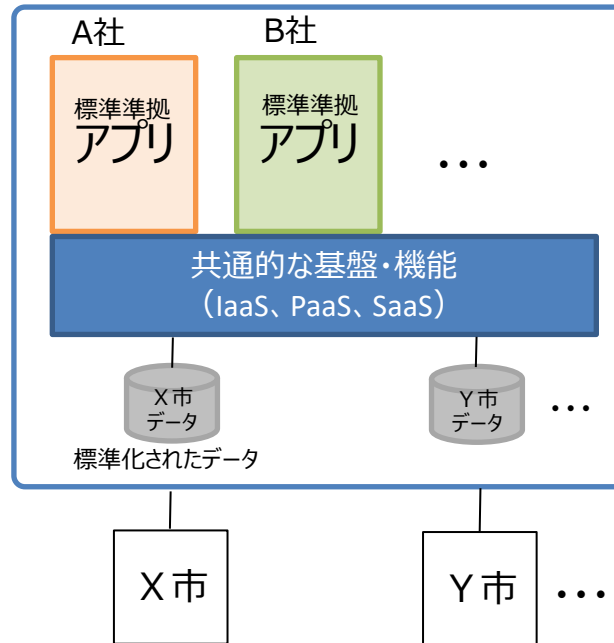 A社
B社
標準準拠
アプリ
標準準拠
アプリ
…
共通的な基盤・機能
（IaaS、PaaS、SaaS）
X市
データ
Y市
データ
…
標準化されたデータ
X市
Y市
…